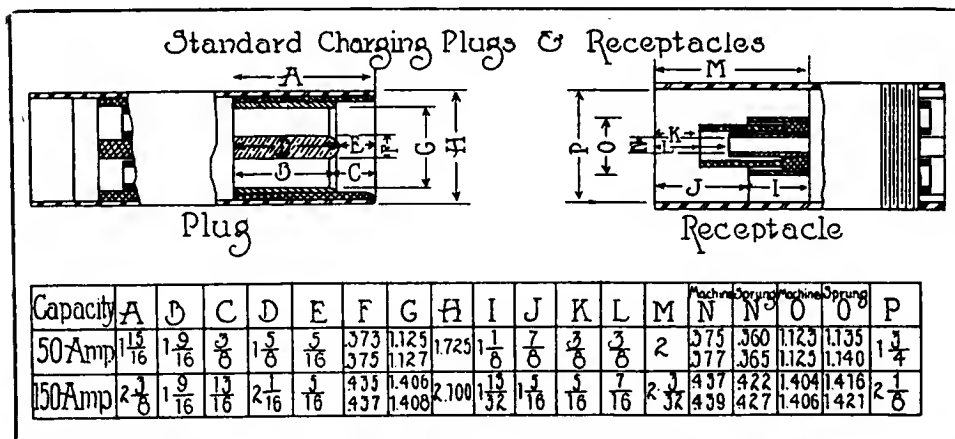 Standard Charging Plugs & Receptacles
A
M
B C D E F G H
I J K L N O P
Plug
Receptacle
Machine Sprung Machine Sprung
Capacity A B C D E F G H I J K L M N N O O P
50-Amp 1 15/16 1 9/16 3/8 1 5/8 5/16 .373 .375 1.125 1.127 1.725 1 1/8 7/8 3/8 3/8 2 .375 .377 .360 .365 1.123 1.125 1.135 1.140 1 3/4
150-Amp 2 3/8 1 9/16 13/16 2 1/16 5/16 .435 .437 1.406 1.408 2.100 1 13/32 1 5/16 5/16 7/16 2 3/32 .437 .439 .422 .427 1.404 1.406 1.416 1.421 2 1/8